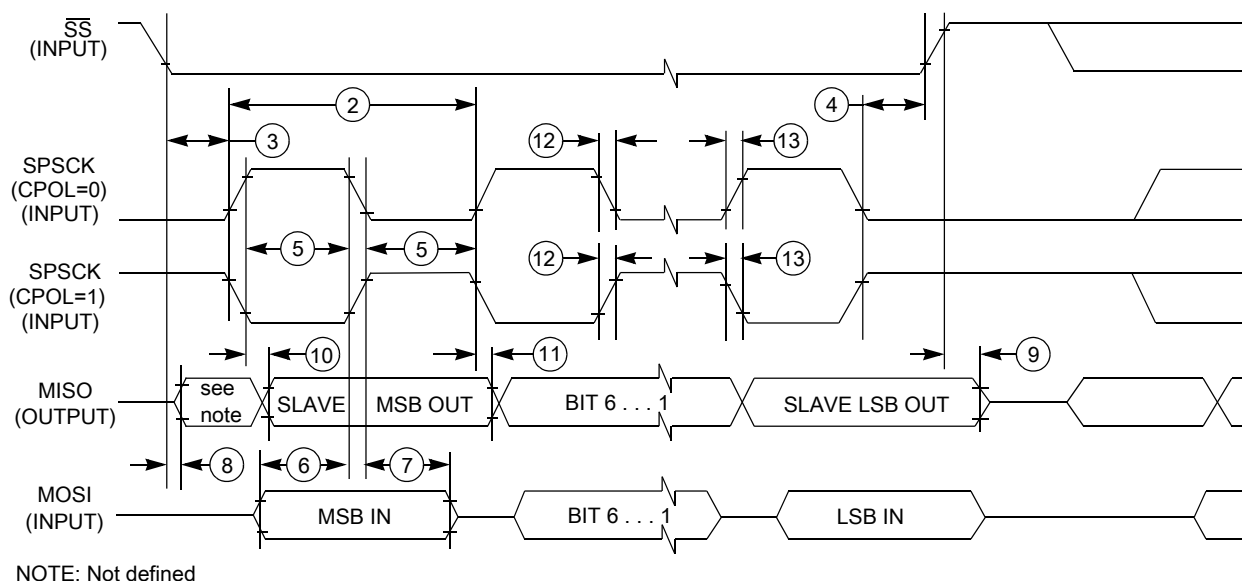 SS
(INPUT)
2
4
3
12
13
SPSCK
(CPOL=0)
(INPUT)
5
5
SPSCK
(CPOL=1)
(INPUT)
12
13
10
11
9
MISO
(OUTPUT)
see
note
SLAVE
MSB OUT
BIT 6 . . . 1
SLAVE LSB OUT
8
6
7
MOSI
(INPUT)
MSB IN
BIT 6 . . . 1
LSB IN
NOTE: Not defined